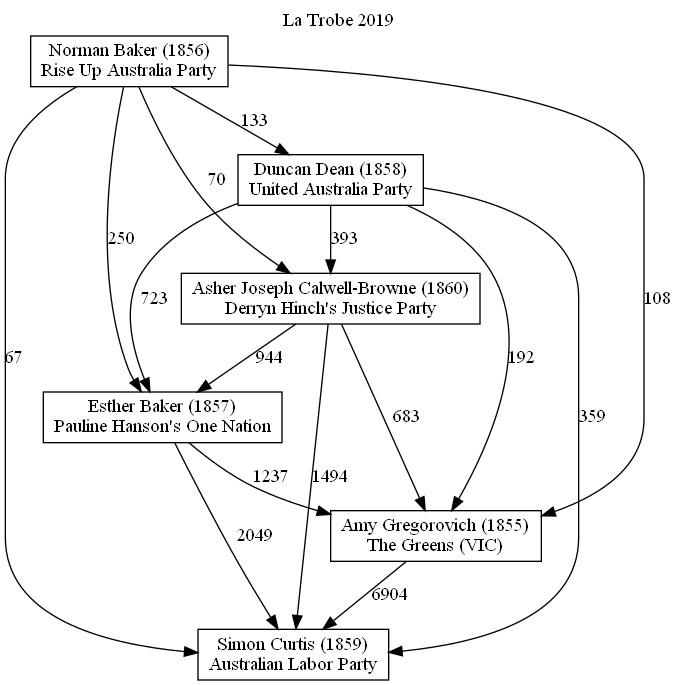 La Trobe 2019
Norman Baker (1856)
Rise Up Australia Party
133
Duncan Dean (1858)
United Australia Party
70
250
723
393
108
Asher Joseph Calwell-Browne (1860)
Derryn Hinch's Justice Party
67
944
683
192
359
Esther Baker (1857)
Pauline Hanson's One Nation
1237
1494
2049
Amy Gregorovich (1855)
The Greens (VIC)
6904
Simon Curtis (1859)
Australian Labor Party